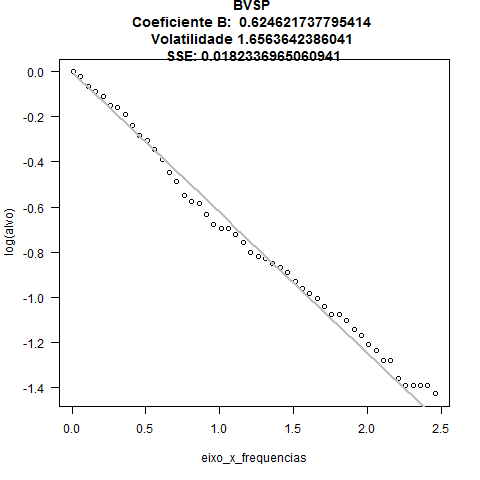 BVSP
Coeficiente B: 0.624621737795414
Volatilidade 1.6563642386041
SSE: 0.0182336965060941
0.0
-0.2
-0.4
-0.6
-0.8
-1.0
-1.2
-1.4
log(alvo)
0.0 0.5 1.0 1.5 2.0 2.5
eixo_x_frequencias